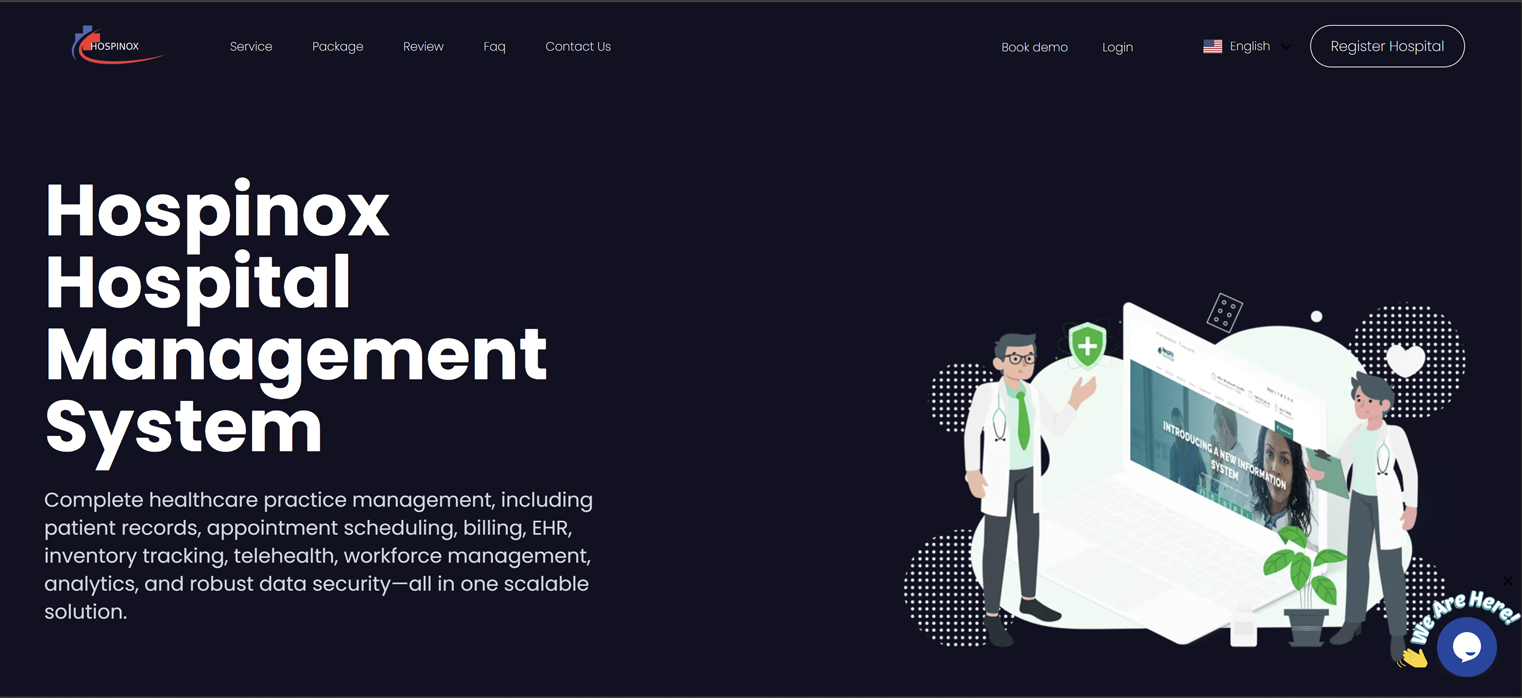 HOSPINOX
Service Package Review Faq Contact Us Book demo Login English Register Hospital
Hospinox
Hospital
Management
System
Complete healthcare practice management, including
patient records, appointment scheduling, billing, EHR,
inventory tracking, telehealth, workforce management,
analytics, and robust data security—all in one scalable
solution.
INTRODUCING A NEW INFORMATION
SYSTEM
We Are Here!